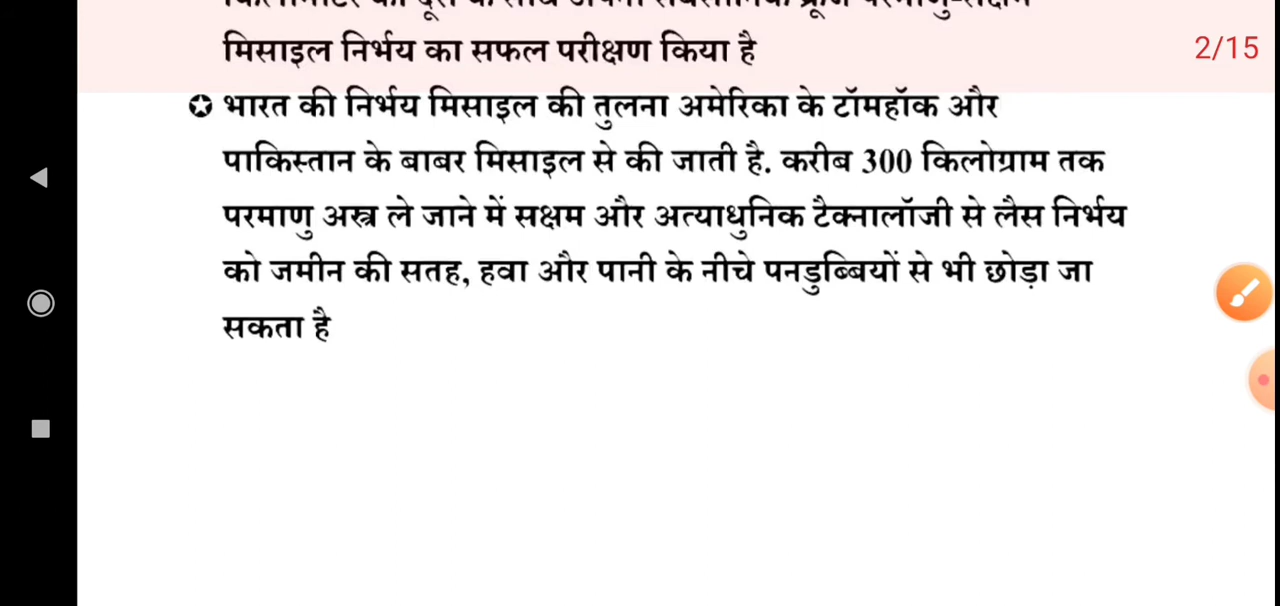 मिसाइल निर्भय का सफल परीक्षण किया है
2/15
✪ भारत की निर्भय मिसाइल की तुलना अमेरिका के टॉमहॉक और
पाकिस्तान के बाबर मिसाइल से की जाती है. करीब 300 किलोग्राम तक
परमाणु अस्त्र ले जाने में सक्षम और अत्याधुनिक टैक्नालॉजी से लैस निर्भय
को जमीन की सतह, हवा और पानी के नीचे पनडुब्बियों से भी छोड़ा जा
सकता है